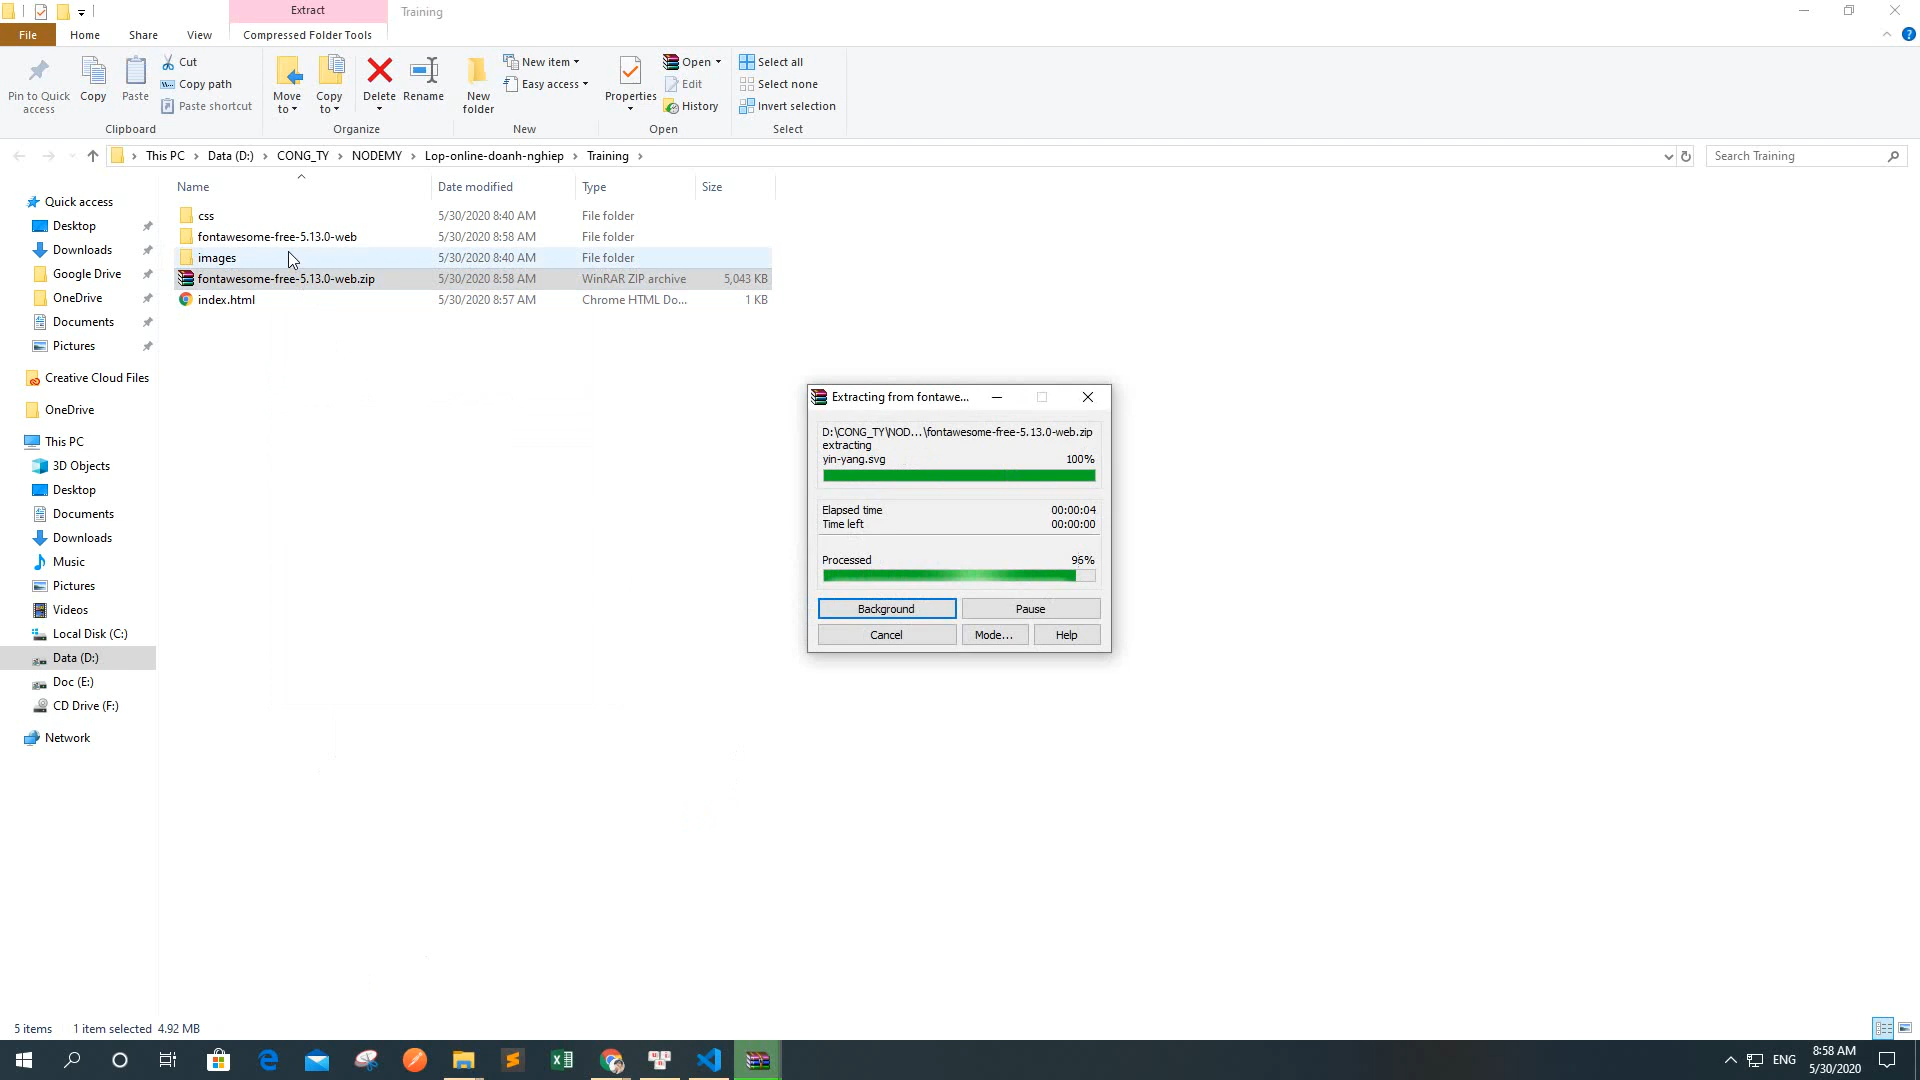 Extract
Training
File
Home
Share
View
Compressed Folder Tools
Pin to Quick
access
Copy
Paste
Cut
Copy path
Paste shortcut
Clipboard
Move
to
Copy
to
Delete
Rename
Organize
New
folder
New item
Easy access
New
Properties
Open
Edit
History
Open
Select all
Select none
Invert selection
Select
This PC
Data (D:)
CONG_TY
NODEMY
Lop-online-doanh-nghiep
Training
Search Training
Name
Date modified
Type
Size
css
5/30/2020 8:40 AM
File folder
fontawesome-free-5.13.0-web
5/30/2020 8:58 AM
File folder
images
5/30/2020 8:40 AM
File folder
fontawesome-free-5.13.0-web.zip
5/30/2020 8:58 AM
WinRAR ZIP archive
5,043 KB
index.html
5/30/2020 8:57 AM
Chrome HTML Do...
1 KB
Quick access
Desktop
Downloads
Google Drive
OneDrive
Documents
Pictures
Creative Cloud Files
OneDrive
This PC
3D Objects
Desktop
Documents
Downloads
Music
Pictures
Videos
Local Disk (C:)
Data (D:)
Doc (E:)
CD Drive (F:)
Network
Extracting from fontawe...
D:\CONG_TY\NOD...\fontawesome-free-5.13.0-web.zip
extracting
yin-yang.svg
100%
Elapsed time
00:00:04
Time left
00:00:00
Processed
96%
Background
Pause
Cancel
Mode...
Help
5 items
1 item selected 4.92 MB
ENG
8:58 AM
5/30/2020